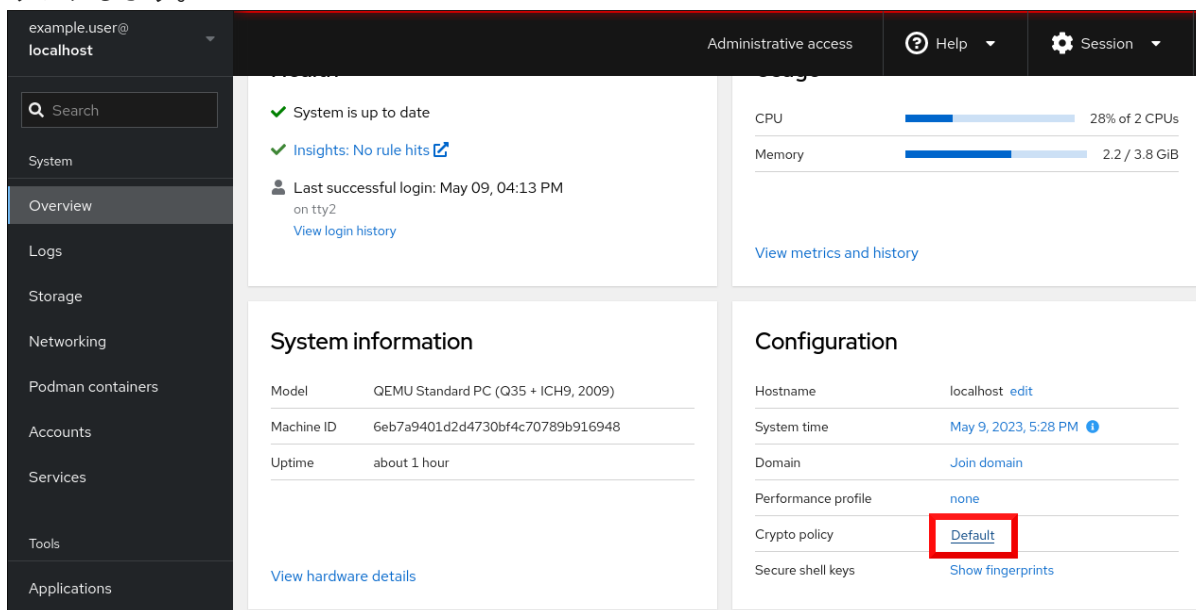 example.user@
localhost
Administrative access
Help
Session
Search
System
Overview
Logs
Storage
Networking
Podman containers
Accounts
Services
Tools
Applications
System is up to date
Insights: No rule hits
Last successful login: May 09, 04:13 PM
on tty2
View login history
CPU 28% of 2 CPUs
Memory 2.2 / 3.8 GiB
View metrics and history
System information
Model QEMU Standard PC (Q35 + ICH9, 2009)
Machine ID 6eb7a9401d2d4730bf4c70789b916948
Uptime about 1 hour
View hardware details
Configuration
Hostname localhost edit
System time May 9, 2023, 5:28 PM
Domain Join domain
Performance profile none
Crypto policy Default
Secure shell keys Show fingerprints